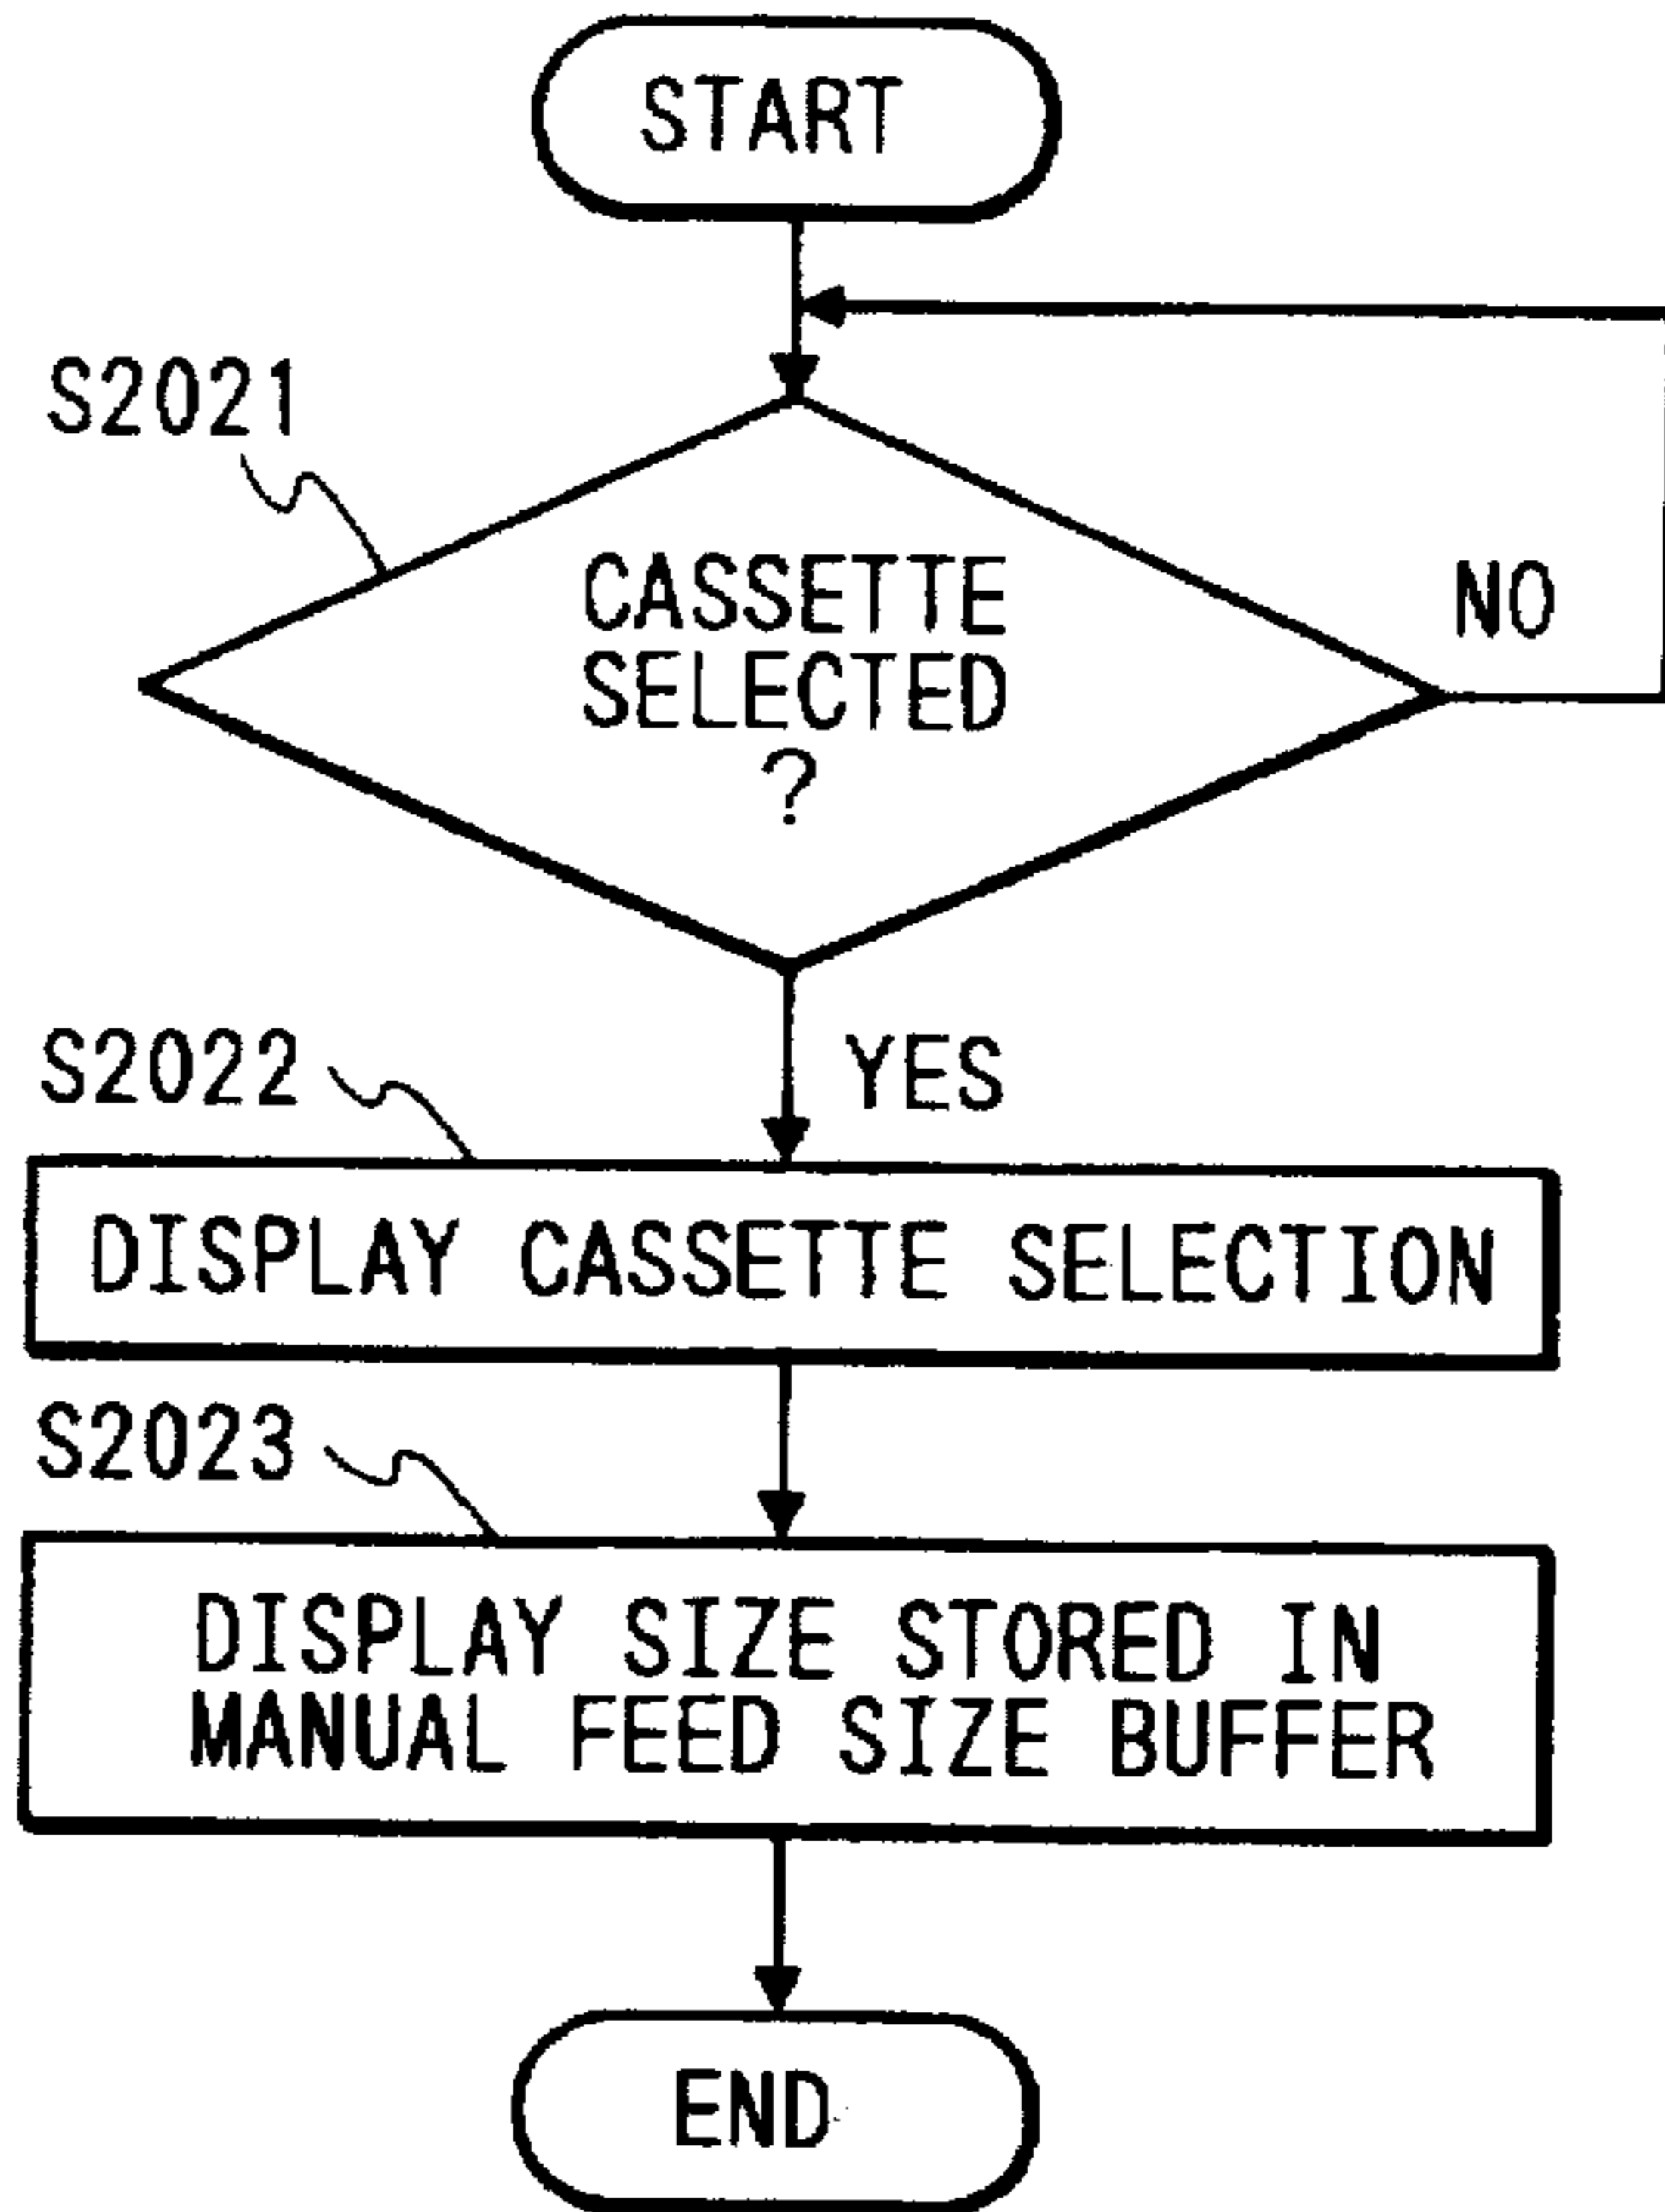 START
S2021
CASSETTE
SELECTED
?
NO
S2022
YES
DISPLAY CASSETTE SELECTION
S2023
DISPLAY SIZE STORED IN
MANUAL FEED SIZE BUFFER
END